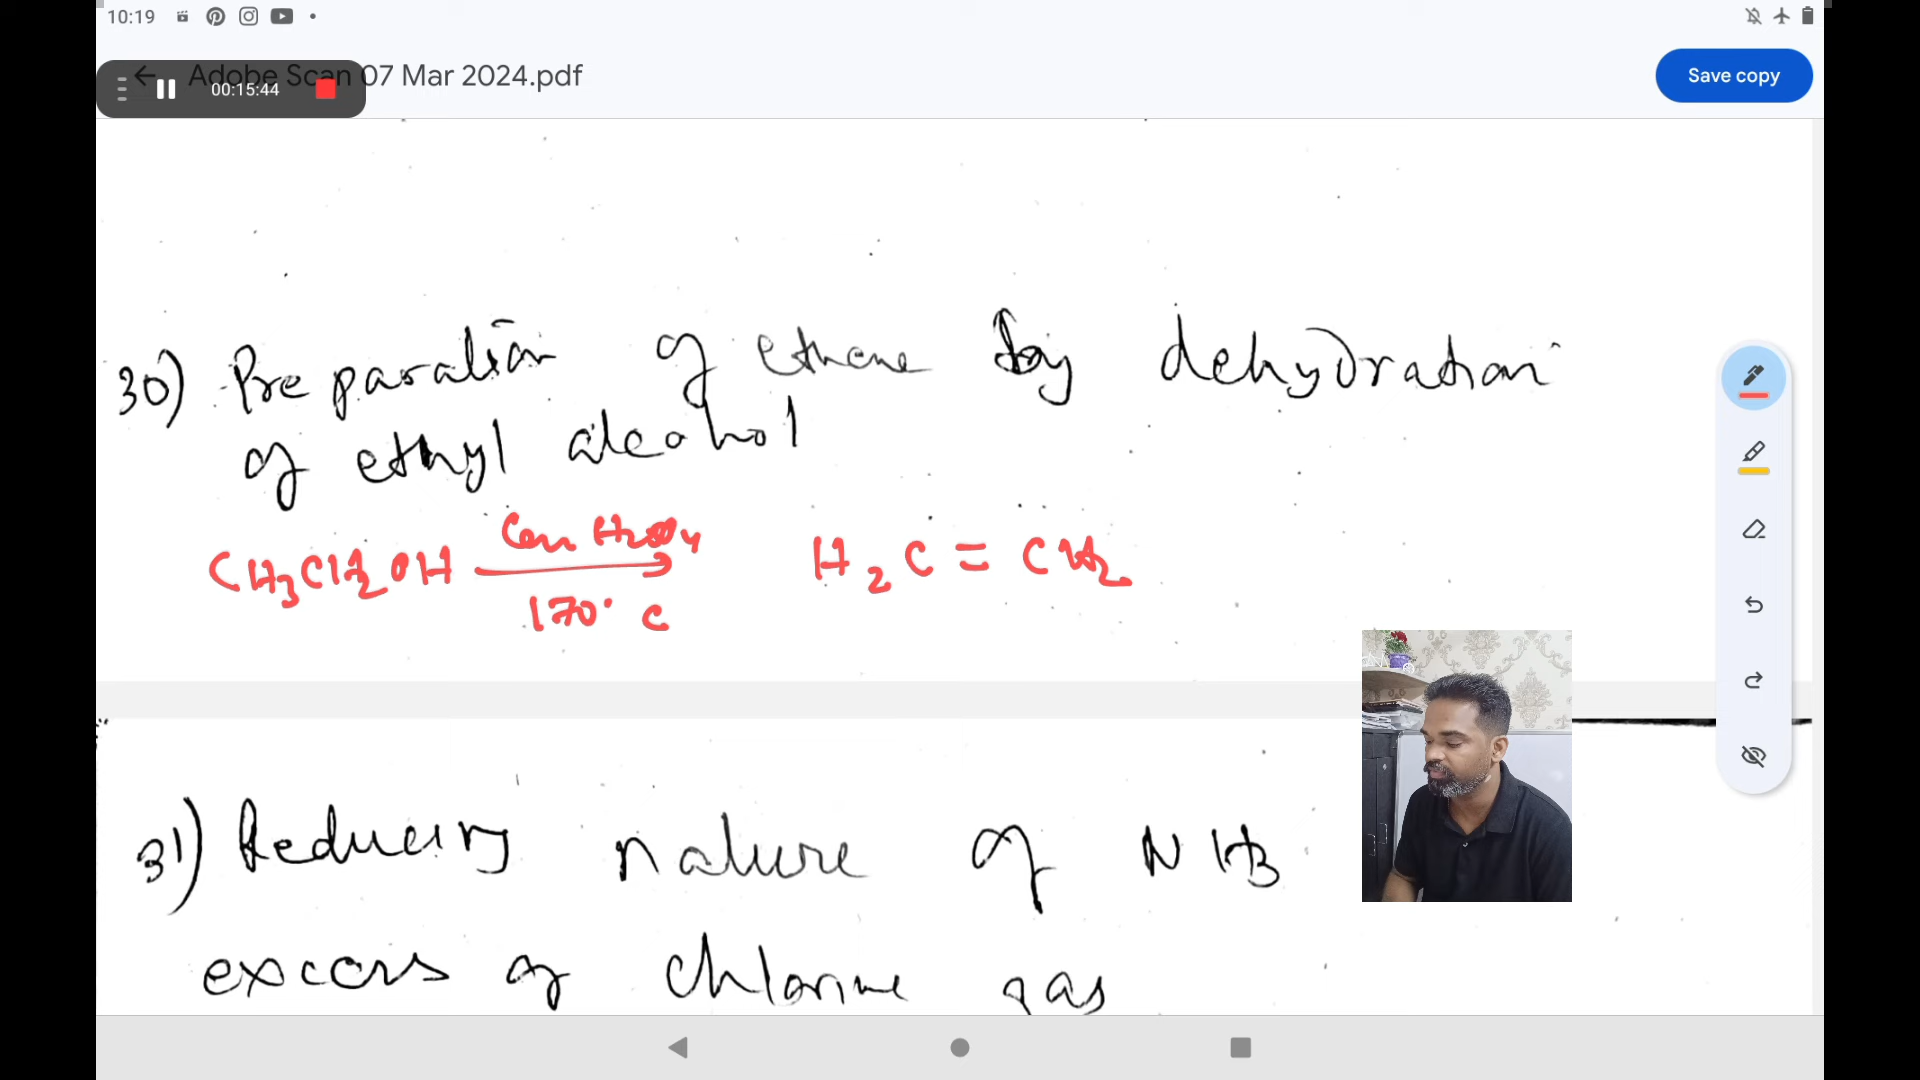 10:19
Adobe Scan 07 Mar 2024.pdf
00:15:44
Save copy
30) Preparation of ethene by dehydration
of ethyl alcohol
CH3CH2OH Con H2SO4 H2C = CH2
170° C
31) Reducing nature of NH3
excess of chlorine gas